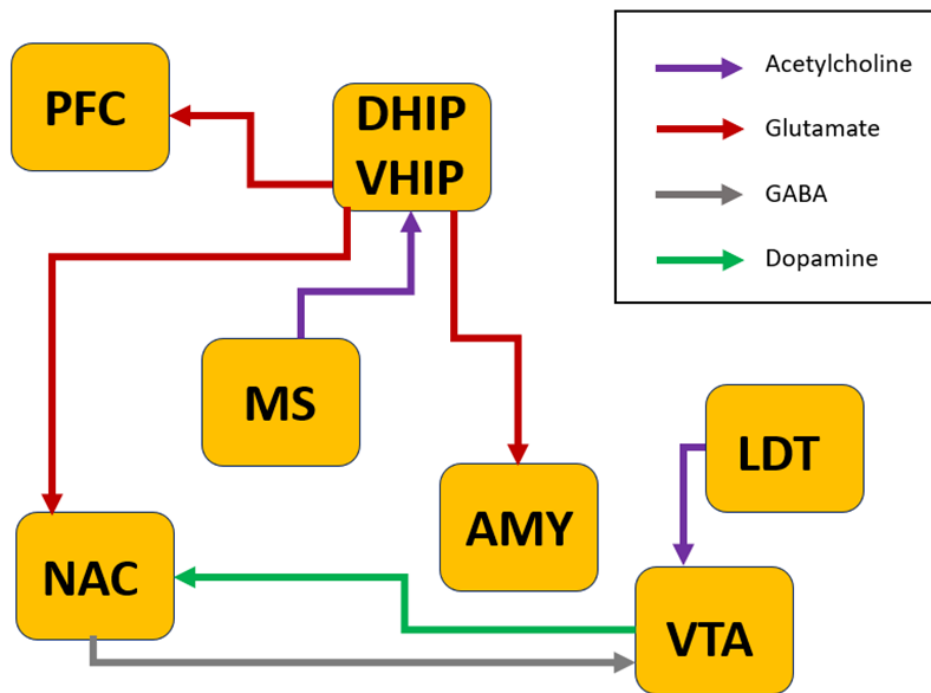 PFC
DHIP
VHIP
MS
LDT
AMY
NAC
VTA
Acetylcholine
Glutamate
GABA
Dopamine